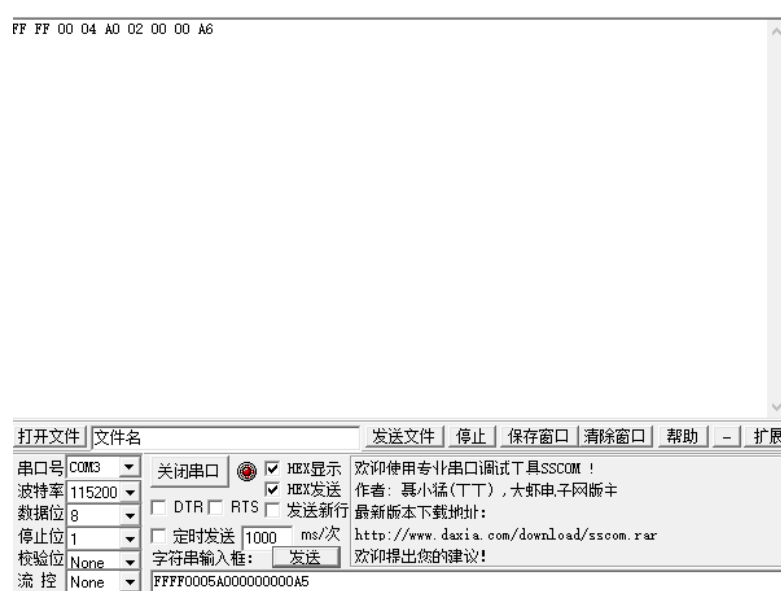 FF FF 00 04 A0 02 00 00 A6
打开文件 文件名 发送文件 停止 保存窗口 清除窗口 帮助 — 扩展
串口号 COM3 关闭串口 HEX显示 欢迎使用专业串口调试工具SSCOM !
波特率 115200 HEX发送 作者: 聂小猛(丁丁) ,大虾电子网版主
数据位 8 DTR RTS 发送新行 最新版本下载地址:
停止位 1 定时发送 1000 ms/次 http://www.daxia.com/download/sscom.rar
校验位 None 字符串输入框: 发送 欢迎提出您的建议!
流 控 None FFFF0005A000000000A5